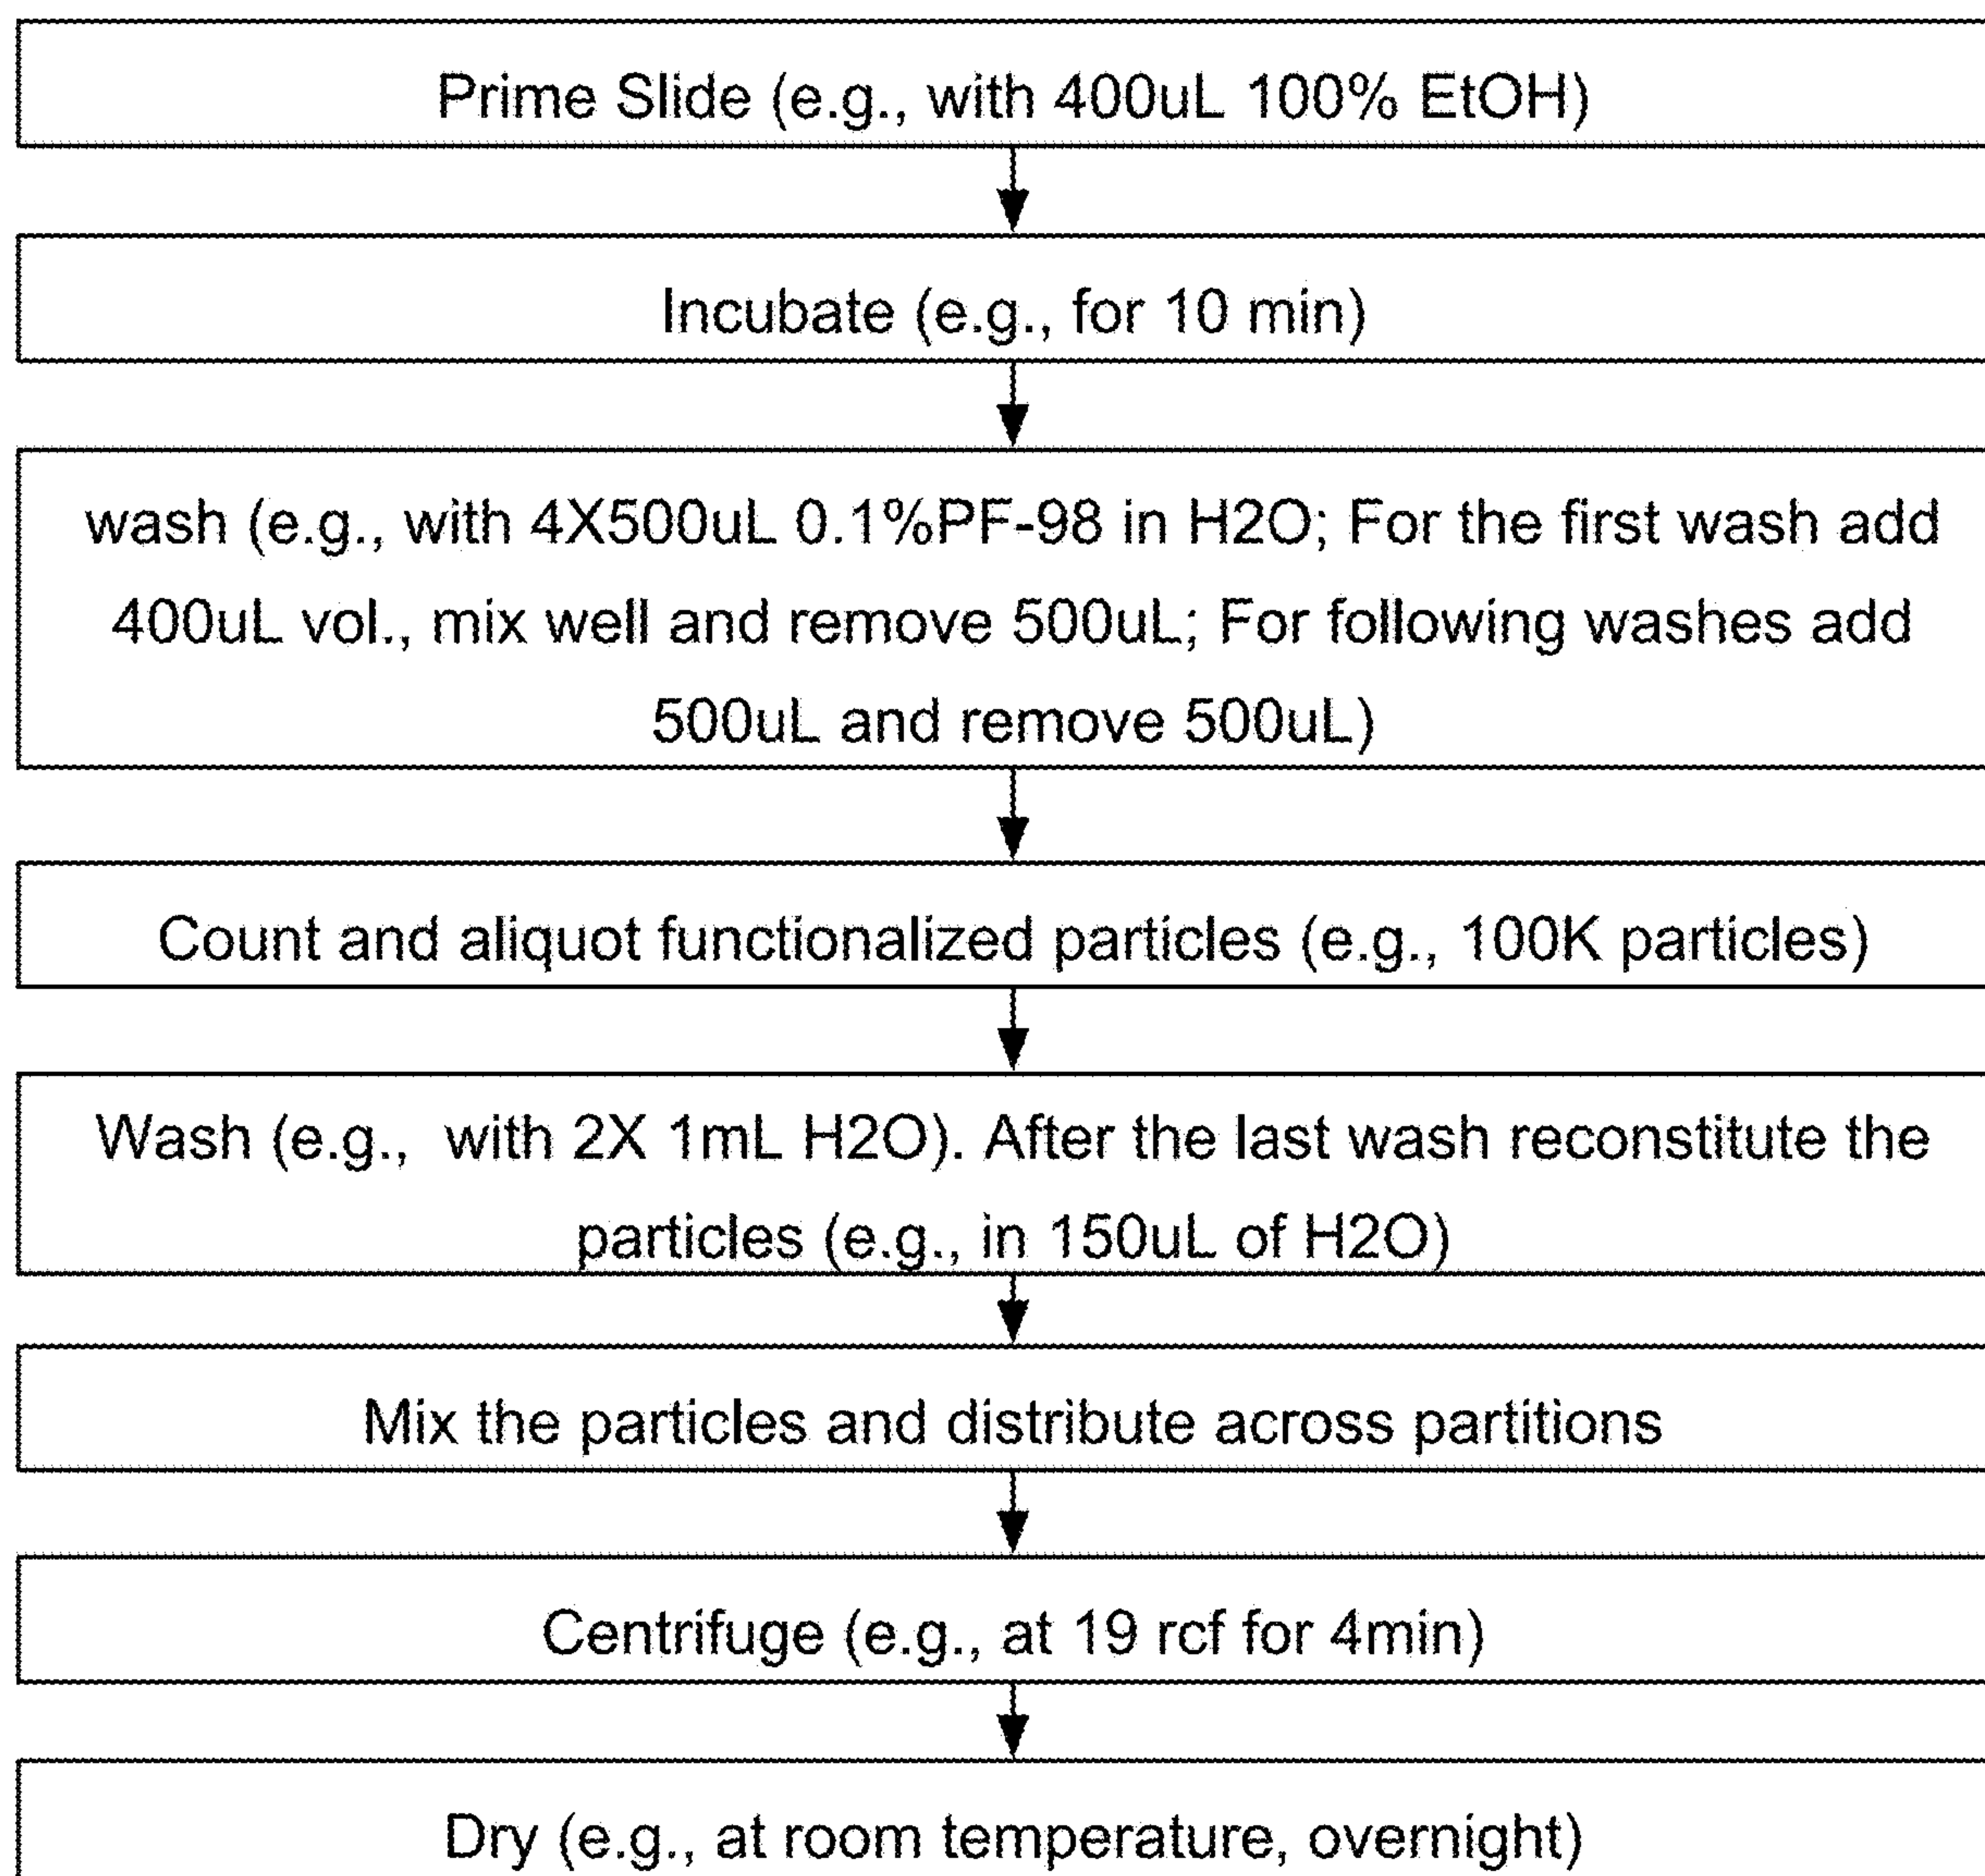 Prime Slide (e.g., with 400uL 100% EtOH)
Incubate (e.g., for 10 min)
wash (e.g., with 4X500uL 0.1%PF-98 in H2O; For the first wash add
400uL vol., mix well and remove 500uL; For following washes add
500uL and remove 500uL)
Count and aliquot functionalized particles (e.g., 100K particles)
Wash (e.g., with 2X 1mL H2O). After the last wash reconstitute the
particles (e.g., in 150uL of H2O)
Mix the particles and distribute across partitions
Centrifuge (e.g., at 19 rcf for 4min)
Dry (e.g., at room temperature, overnight)